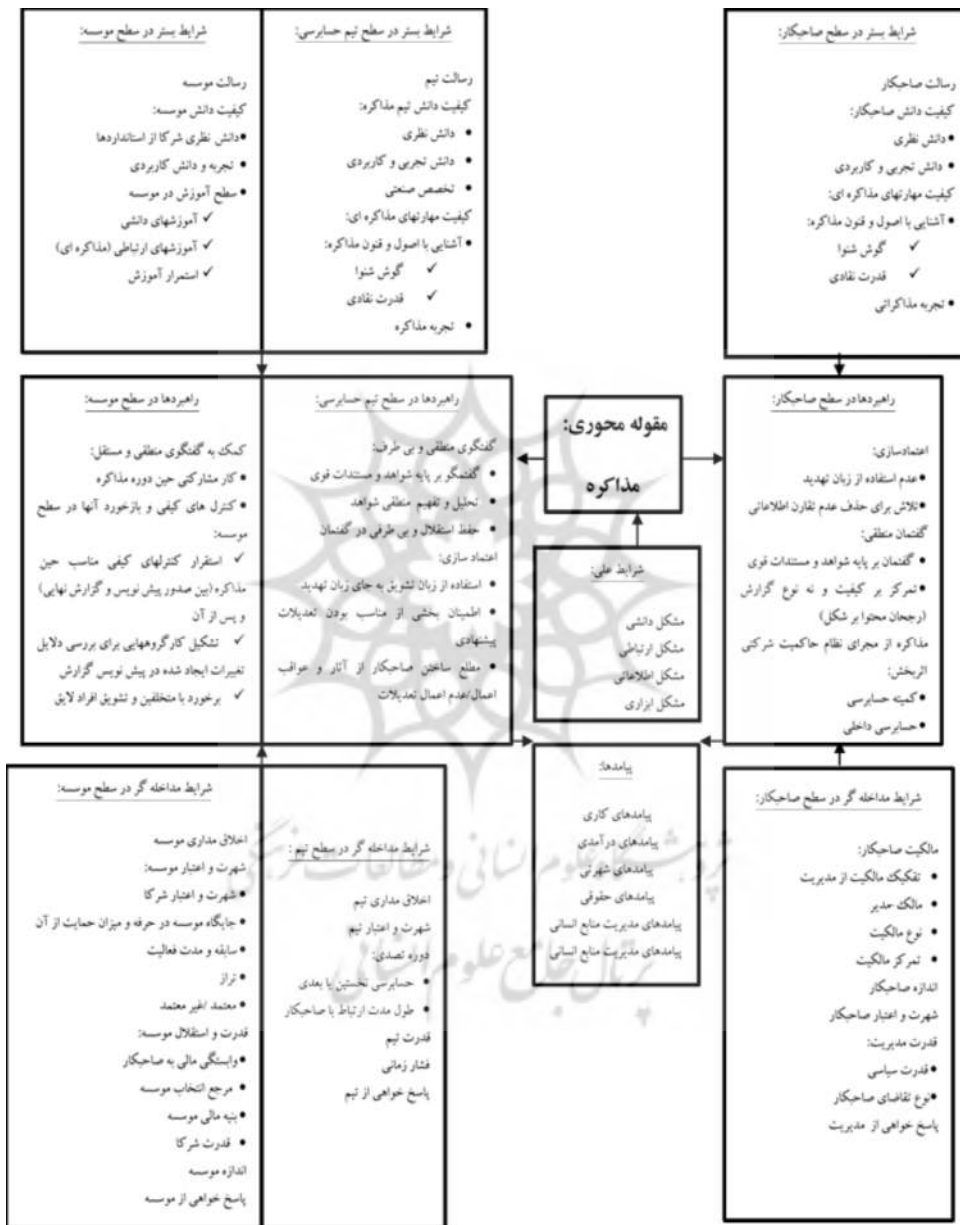 شرایط بستر در سطح صاحبکار:
رسالت صاحبکار
کیفیت دانش صاحبکار:
•دانش نظری
•دانش تجربی و کاربردی
کیفیت مهارتهای مذاکره ای:
•آشنایی با اصول و فنون مذاکره:
✓ گوش شنوا
✓ قدرت نقادی
•تجربه مذاکراتی
شرایط بستر در سطح تیم حسابرسی:
رسالت تیم
کیفیت دانش تیم مذاکره:
• دانش نظری
• دانش تجربی و کاربردی
• تخصص صنعتی
کیفیت مهارتهای مذاکره ای:
•آشنایی با اصول و فنون مذاکره:
✓ گوش شنوا
✓ قدرت نقادی
• تجربه مذاکره
شرایط بستر در سطح موسسه:
رسالت موسسه
کیفیت دانش موسسه:
•دانش نظری شرکا از استانداردها
• تجربه و دانش کاربردی
•سطح آموزش در موسسه
✓ آموزشهای دانشی
✓ آموزشهای ارتباطی (مذاکره ای)
✓ استمرار آموزش
راهبردها در سطح صاحبکار:
اعتمادسازی:
•عدم استفاده از زبان تهدید
•تلاش برای حذف عدم تقارن اطلاعاتی
گفتمان منطقی:
•گفتمان بر پایه شواهد و مستندات قوی
•تمرکز بر کیفیت و نه نوع گزارش
(رجحان محتوا بر شکل)
مذاکره از مجرای نظام حاکمیت شرکتی
اثربخش:
•کمیته حسابرسی
•حسابرسی داخلی
مقوله محوری:
مذاکره
راهبردها در سطح تیم حسابرسی:
گفتگوی منطقی و بی طرف:
• گفتمگو بر پایه شواهد و مستندات قوی
• تحلیل و تفهیم منطقی شواهد
• حفظ استقلال و بی طرفی در گفتمان
اعتماد سازی:
• استفاده از زبان تشویق به جای زبان تهدید
• اطمینان بخشی از مناسب بودن تعدیلات
پیشنهادی
• مطلع ساختن صاحبکار از آثار و عواقب
اعمال/عدم اعمال تعدیلات
راهبردها در سطح موسسه:
کمک به گفتگوی منطقی و مستقل:
•کار مشارکتی حین دوره مذاکره
•کنترل های کیفی و بازخورد آنها در سطح
موسسه:
✓ استقرار کنترلهای کیفی مناسب حین
مذاکره(بین صدور پیش نویس و گزارش نهایی)
و پس از آن
✓ تشکیل کارگروههایی برای بررسی دلایل
تغییرات ایجاد شده در پیش نویس گزارش
✓ برخورد با متخلفین و تشویق افراد لایق
شرایط علی:
مشکل دانشی
مشکل ارتباطی
مشکل اطلاعاتی
مشکل ابزاری
پیامدها:
پیامدهای کاری
پیامدهای درآمدی
پیامدهای شهرتی
پیامدهای حقوقی
پیامدهای مدیریت منابع انسانی
پیامدهای مدیریت منابع انسانی
شرایط مداخله گر در سطح صاحبکار:
مالکیت صاحبکار:
• تفکیک مالکیت از مدیریت
• مالک مدیر
• نوع مالکیت
• تمرکز مالکیت
اندازه صاحبکار
شهرت و اعتبار صاحبکار
قدرت مدیریت:
•قدرت سیاسی
•نوع تقاضای صاحبکار
پاسخ خواهی از مدیریت
شرایط مداخله گر در سطح تیم :
اخلاق مداری تیم
شهرت و اعتبار تیم
دوره تصدی:
• حسابرسی نخستین یا بعدی
• طول مدت ارتباط با صاحبکار
قدرت تیم
فشار زمانی
پاسخ خواهی از تیم
شرایط مداخله گر در سطح موسسه:
اخلاق مداری موسسه
شهرت و اعتبار موسسه:
•شهرت و اعتبار شرکا
•جایگاه موسسه در حرفه و میزان حمایت از آن
•سابقه و مدت فعالیت
•تراز
•معتمد /غیر معتمد
قدرت و استقلال موسسه:
•وابستگی مالی به صاحبکار
• مرجع انتخاب موسسه
•بنیه مالی موسسه
• قدرت شرکا
اندازه موسسه
پاسخ خواهی از موسسه
پژوهشگاه علوم انسانی و مطالعات فرهنگی
پرتال جامع علوم انسانی